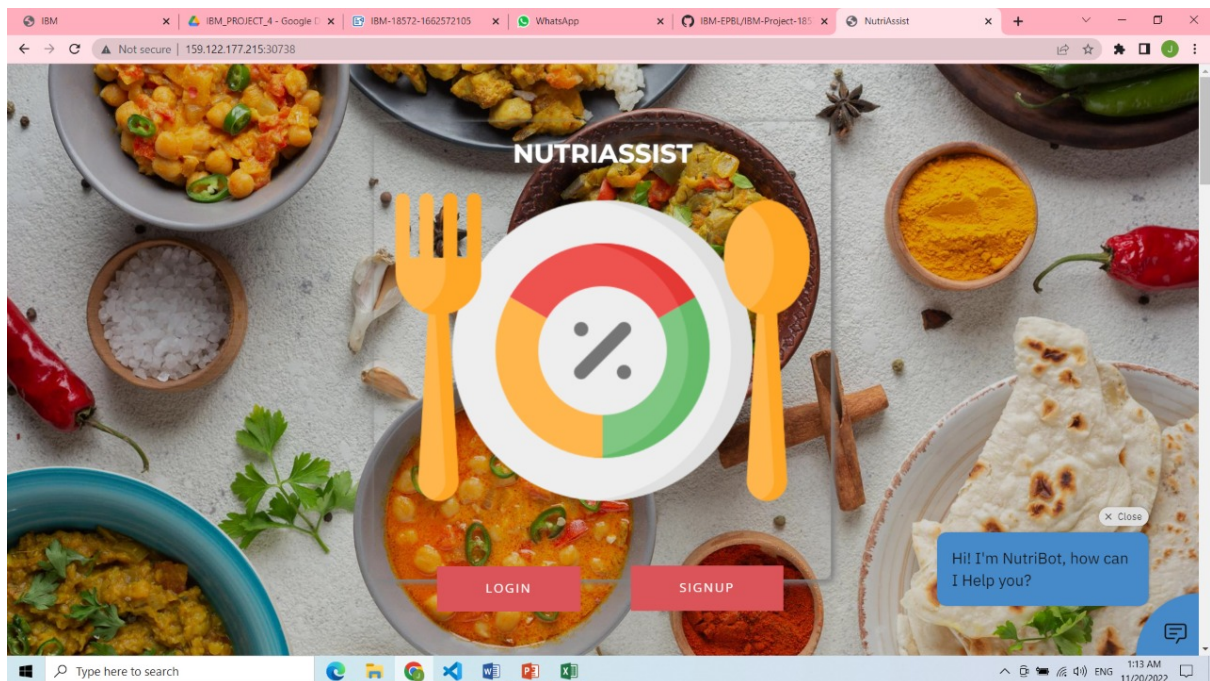 IBM
IBM_PROJECT_4 - Google D
IBM-18572-1662572105
WhatsApp
IBM-EPBL/IBM-Project-185
NutriAssist
Not secure | 159.122.177.215:30738
J
NUTRIASSIST
× Close
Hi! I'm NutriBot, how can
I Help you?
LOGIN
SIGNUP
Type here to search
ENG
1:13 AM
11/20/2022